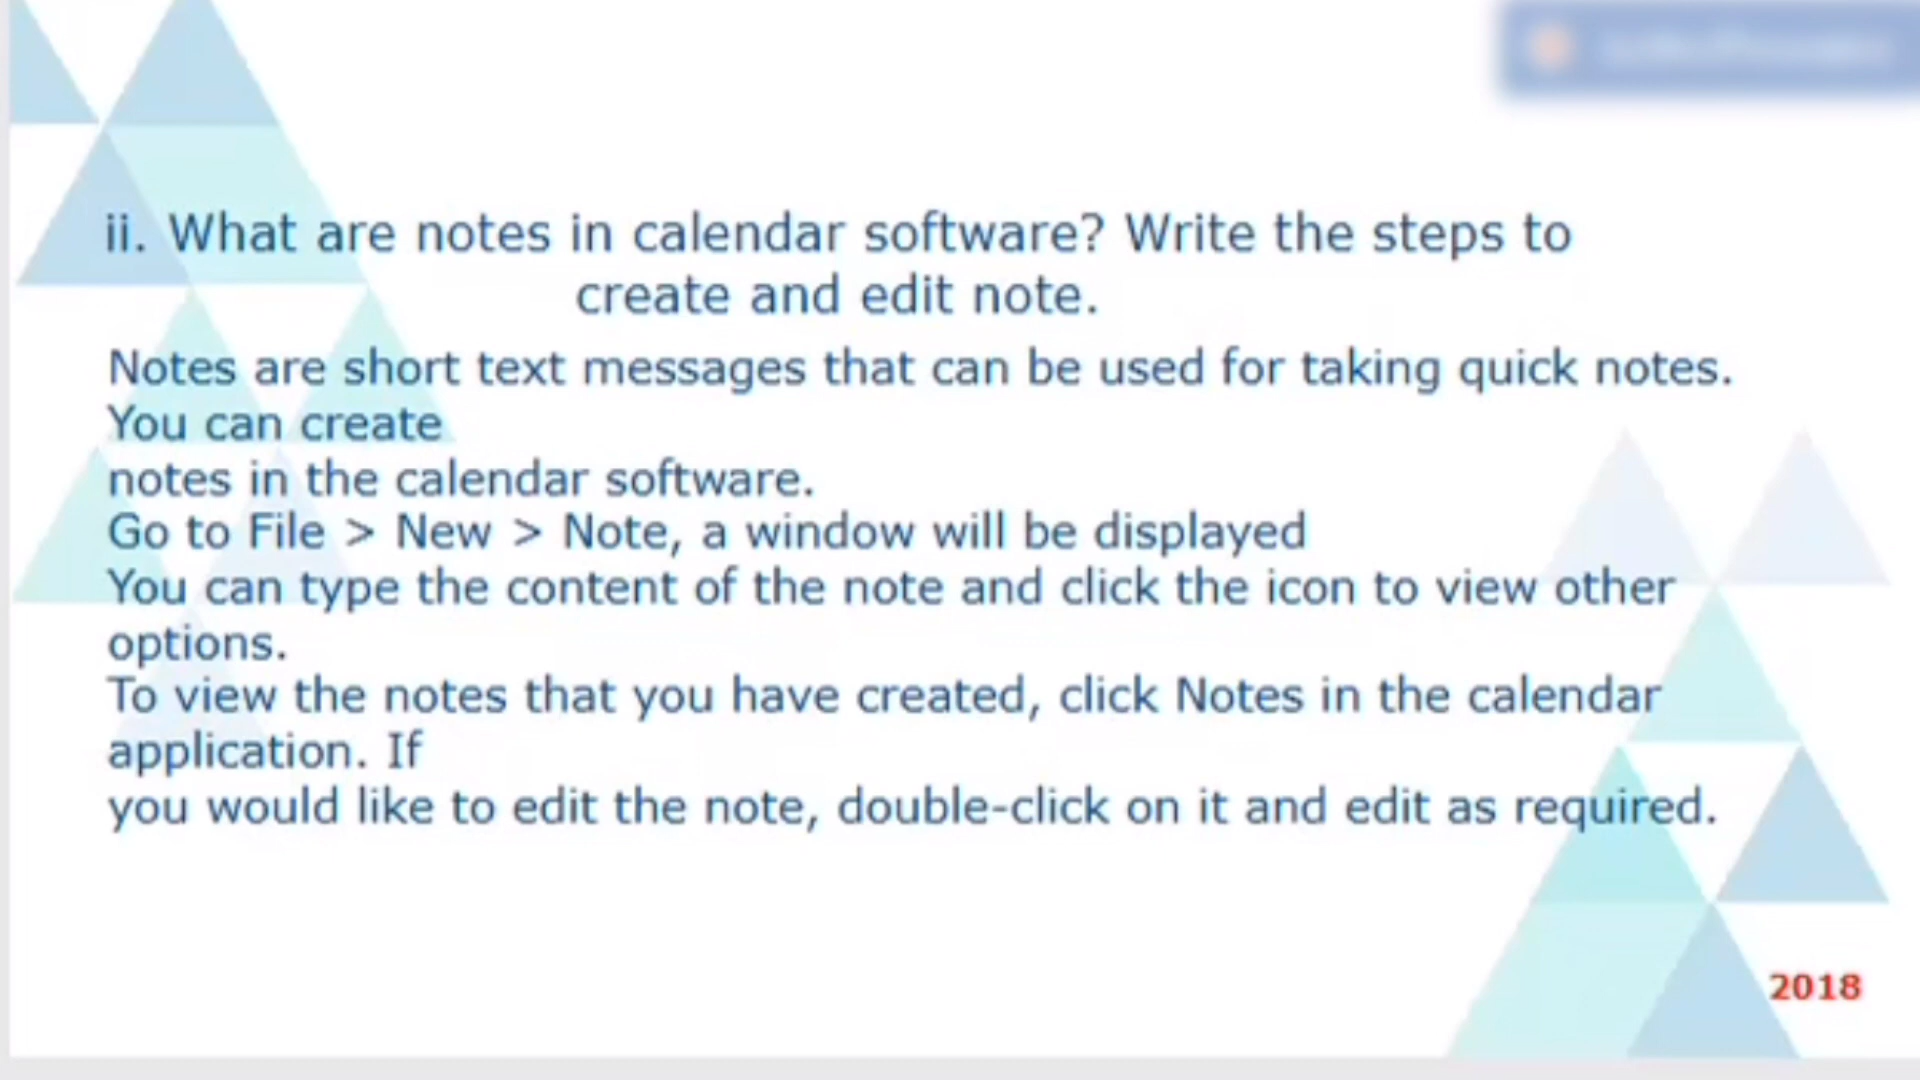 ii. What are notes in calendar software? Write the steps to
create and edit note.
Notes are short text messages that can be used for taking quick notes.
You can create
notes in the calendar software.
Go to File > New > Note, a window will be displayed
You can type the content of the note and click the icon to view other
options.
To view the notes that you have created, click Notes in the calendar
application. If
you would like to edit the note, double-click on it and edit as required.
2018